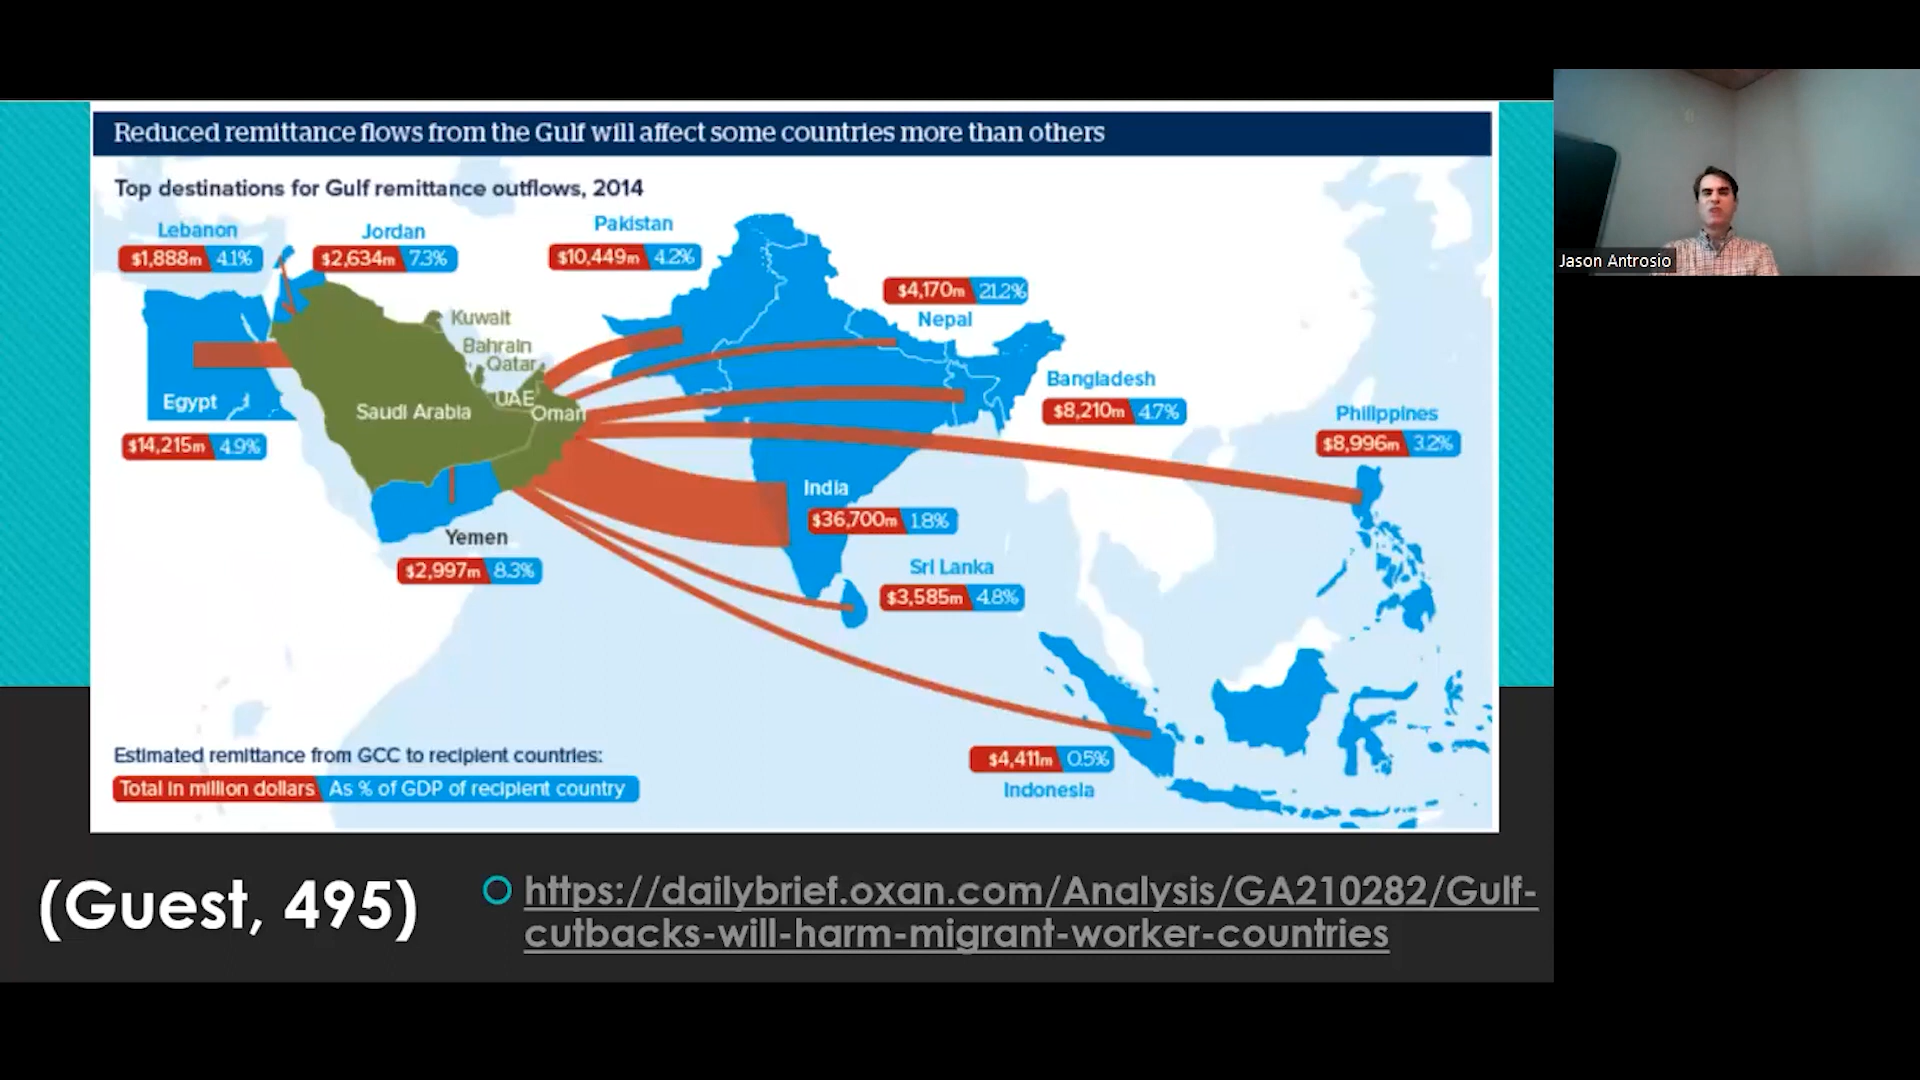 Reduced remittance flows from the Gulf will affect some countries more than others
Top destinations for Gulf remittance outflows, 2014
Lebanon
$1,888m 4.1%
Jordan
$2,634m 7.3%
Pakistan
$10,449m 4.2%
$4,170m 21.2%
Nepal
Kuwait
Bahrain
Qatar
UAE
Oman
Saudi Arabia
Egypt
$14,215m 4.9%
Bangladesh
$8,210m 4.7%
Philippines
$8,996m 3.2%
India
$36,700m 1.8%
Yemen
$2,997m 8.3%
Sri Lanka
$3,585m 4.8%
$4,411m 0.5%
Indonesia
Estimated remittance from GCC to recipient countries:
Total in million dollars As % of GDP of recipient country
(Guest, 495)
https://dailybrief.oxan.com/Analysis/GA210282/Gulf-
cutbacks-will-harm-migrant-worker-countries
Jason Antrosio